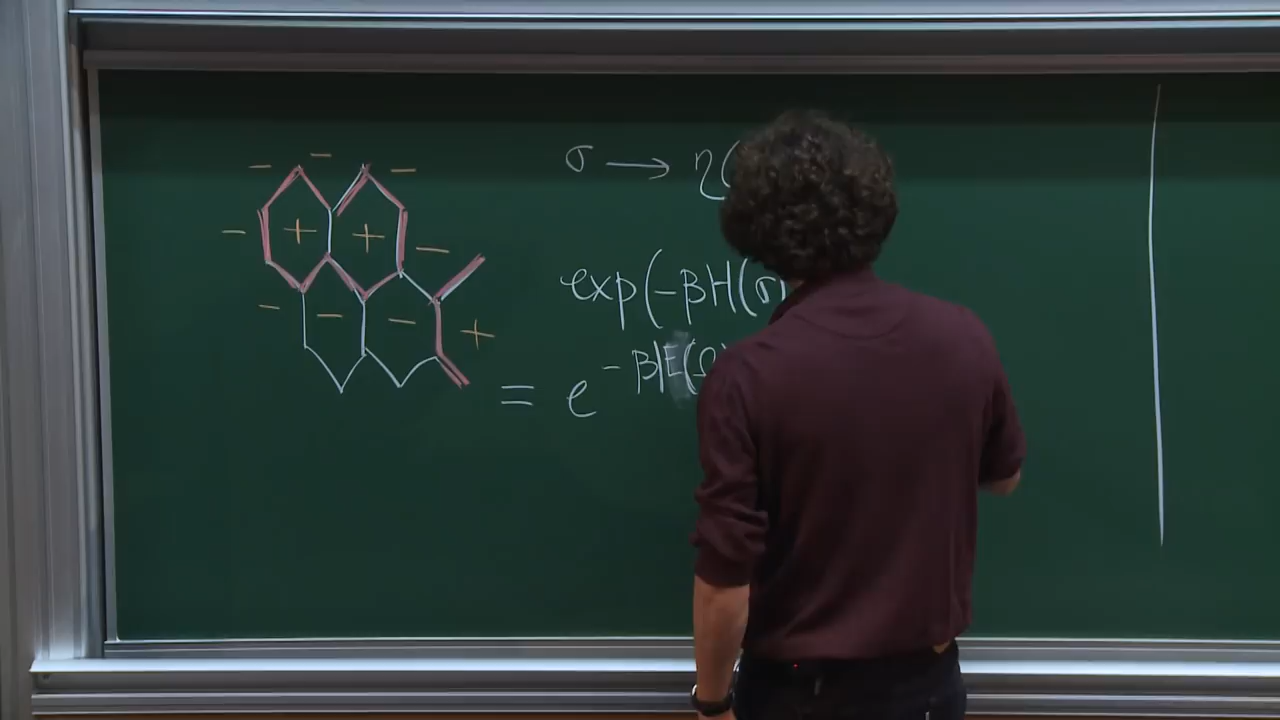 σ → η(
exp(-βH(σ)
= e^{-β|E(Ω)
- - -
- + + -
- - - +